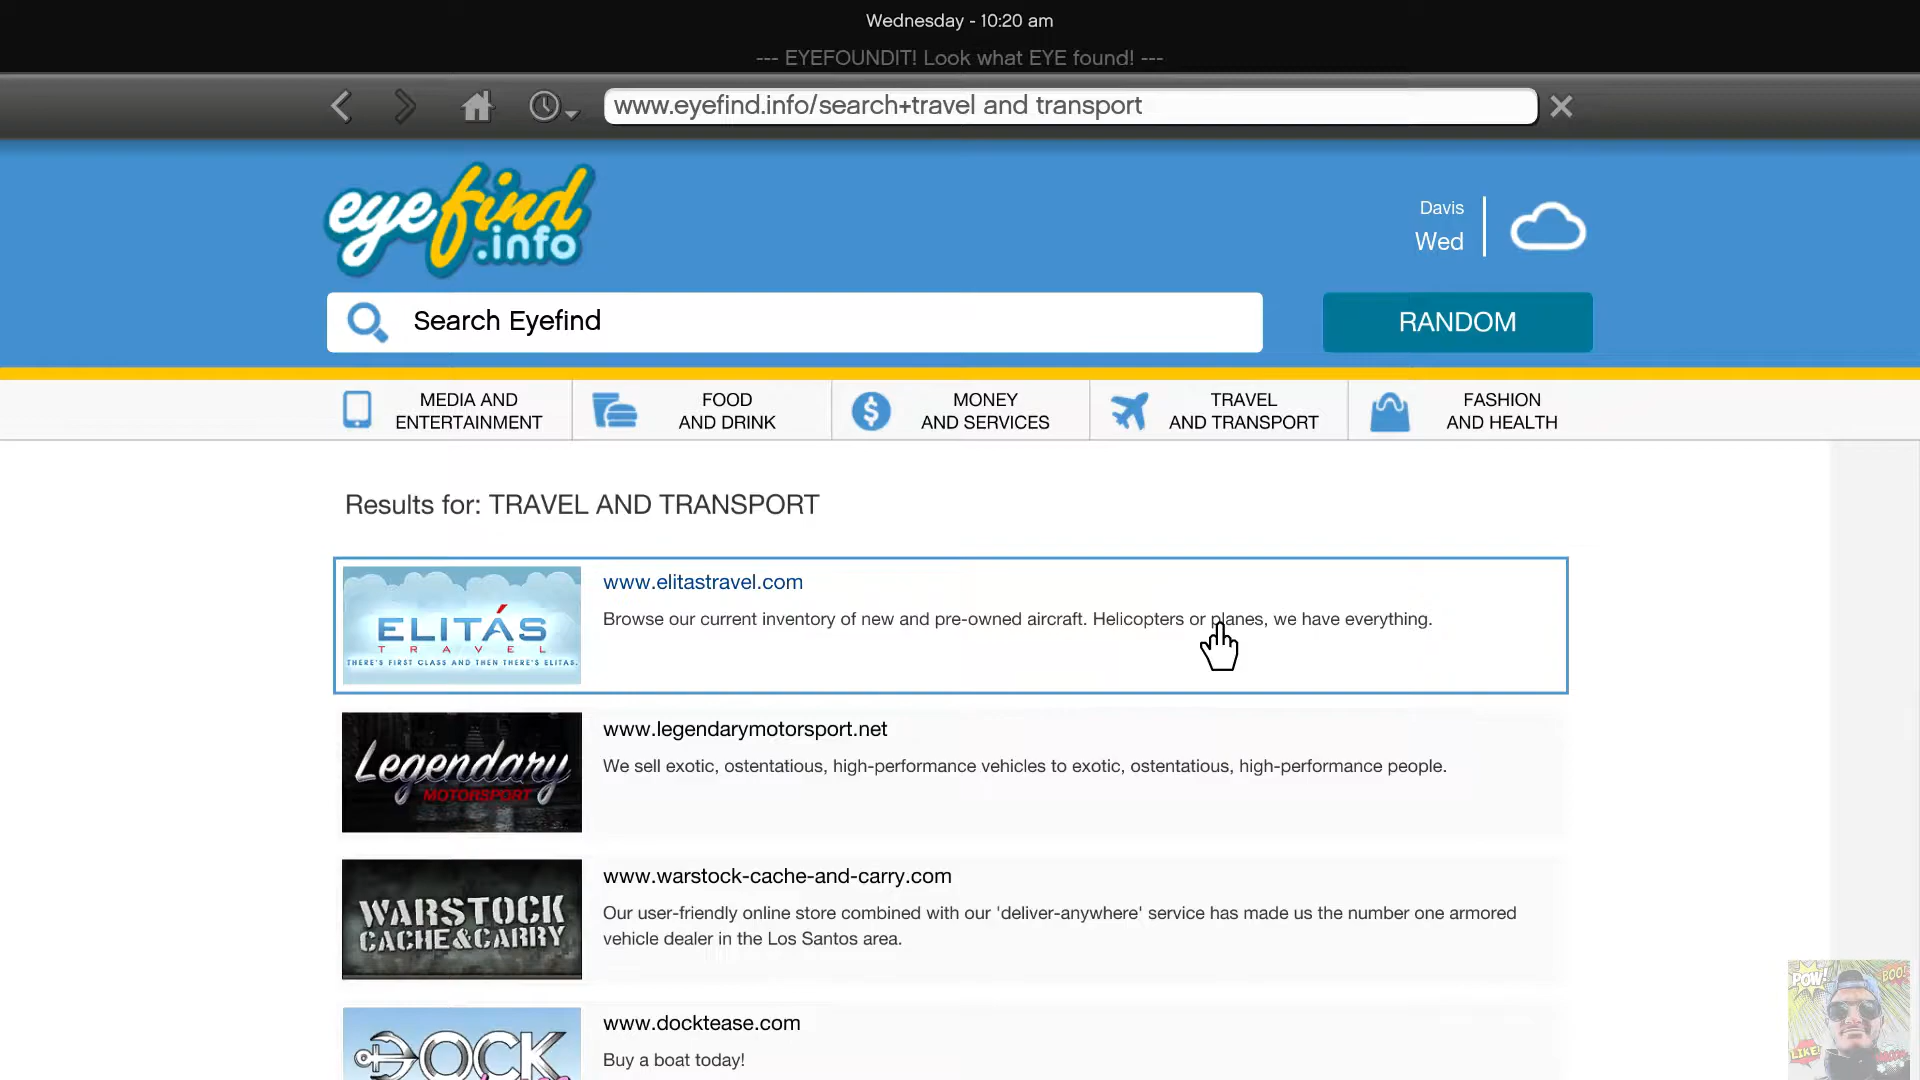 Wednesday - 10:20 am
--- EYEFOUNDIT! Look what EYE found! ---
www.eyefind.info/search+travel and transport
eyefind
.info
Davis
Wed
Search Eyefind
RANDOM
MEDIA AND
ENTERTAINMENT
FOOD
AND DRINK
MONEY
AND SERVICES
TRAVEL
AND TRANSPORT
FASHION
AND HEALTH
Results for: TRAVEL AND TRANSPORT
ELITÁS
TRAVEL
THERE'S FIRST CLASS AND THEN THERE'S ELITAS.
www.elitastravel.com
Browse our current inventory of new and pre-owned aircraft. Helicopters or planes, we have everything.
Legendary
MOTORSPORT
www.legendarymotorsport.net
We sell exotic, ostentatious, high-performance vehicles to exotic, ostentatious, high-performance people.
WARSTOCK
CACHE&CARRY
www.warstock-cache-and-carry.com
Our user-friendly online store combined with our 'deliver-anywhere' service has made us the number one armored
vehicle dealer in the Los Santos area.
DOCK
www.docktease.com
Buy a boat today!
POW!
BOO!
LIKE!